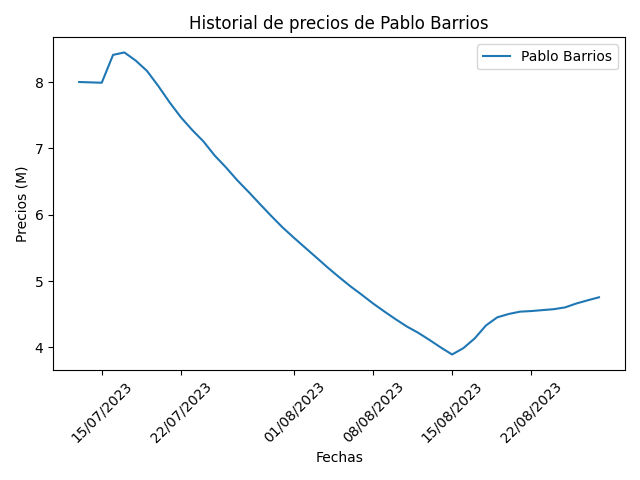 Historial de precios de Pablo Barrios
Pablo Barrios
Precios (M)
8
7
6
5
4
15/07/2023
22/07/2023
01/08/2023
08/08/2023
15/08/2023
22/08/2023
Fechas